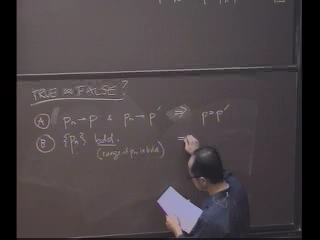 TRUE or FALSE?
Ⓐ pₙ → p & pₙ → p′ ⇒ p = p′
Ⓑ {pₙ} bdd. ⇒
(range of pₙ is bdd)